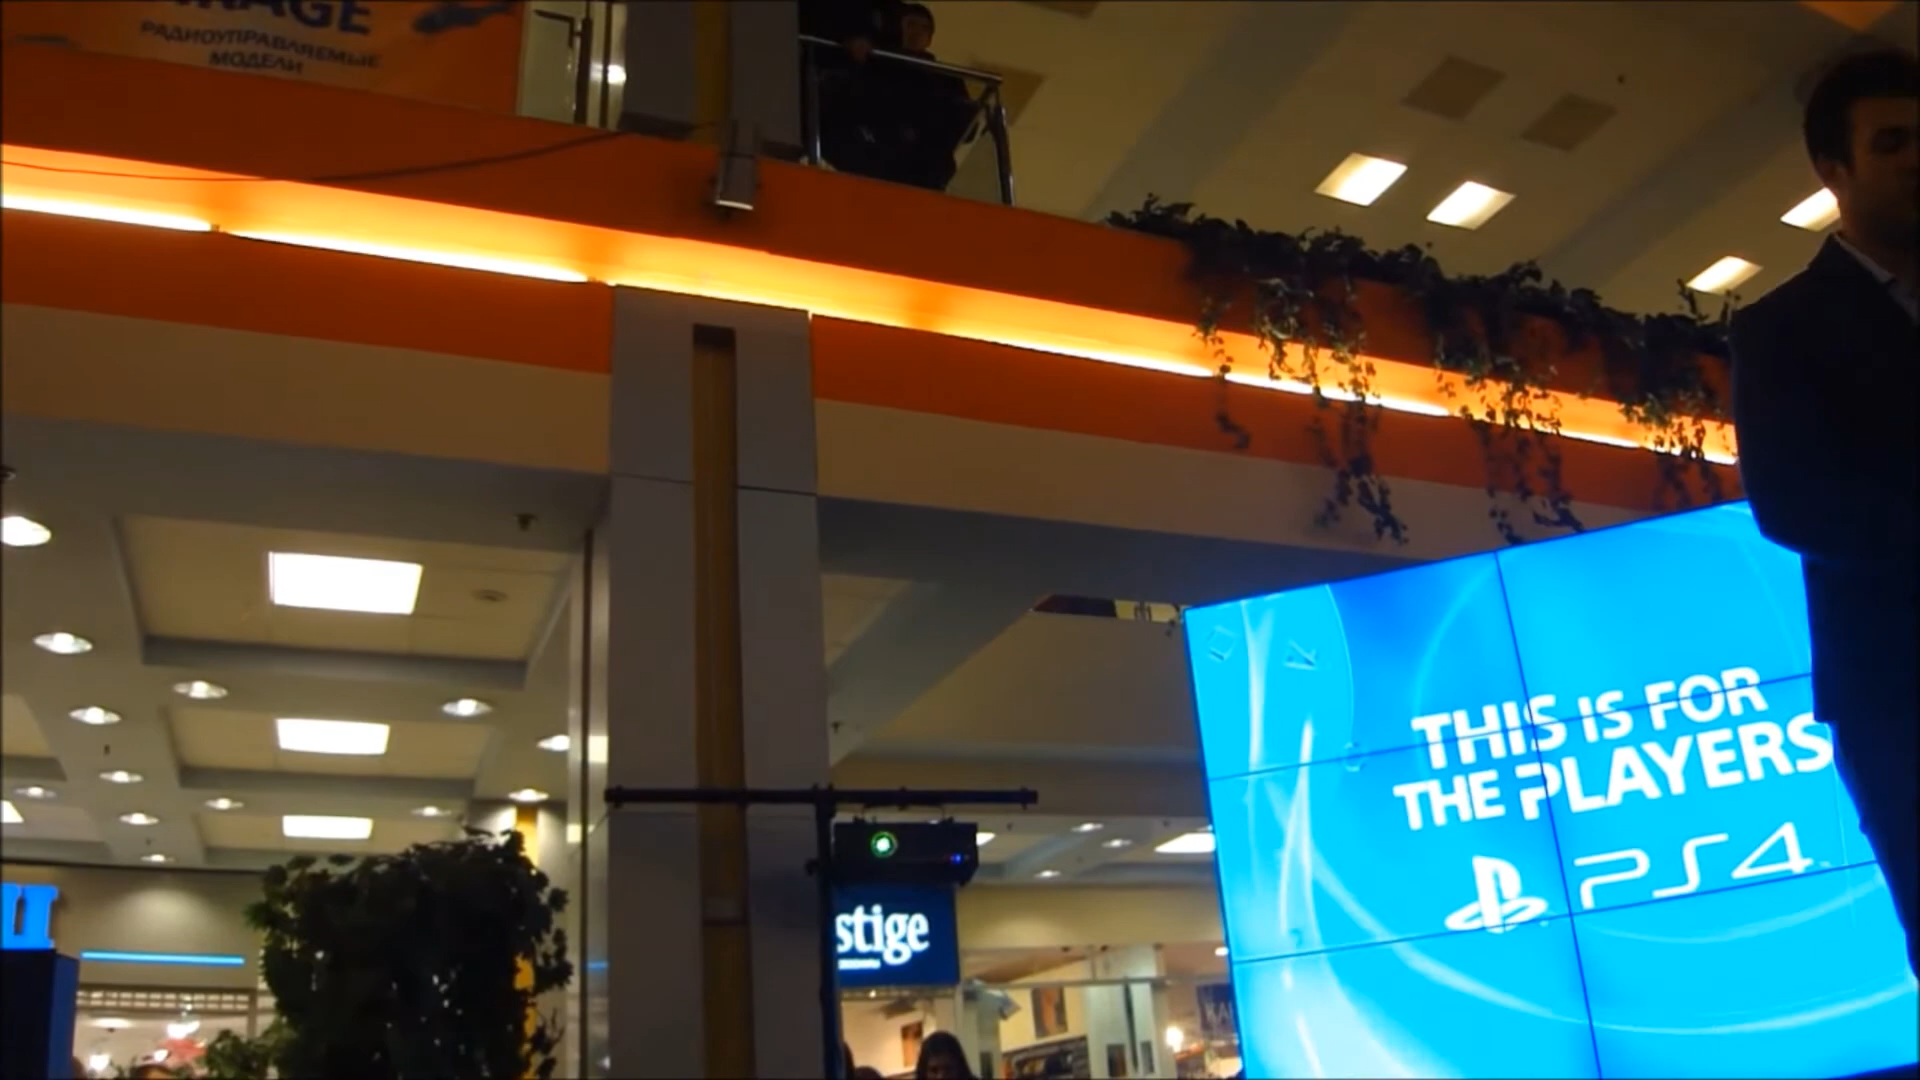 РАДИОУПРАВЛЯЕМЫЕ
МОДЕЛИ
THIS IS FOR
THE PLAYERS
PS4
stige